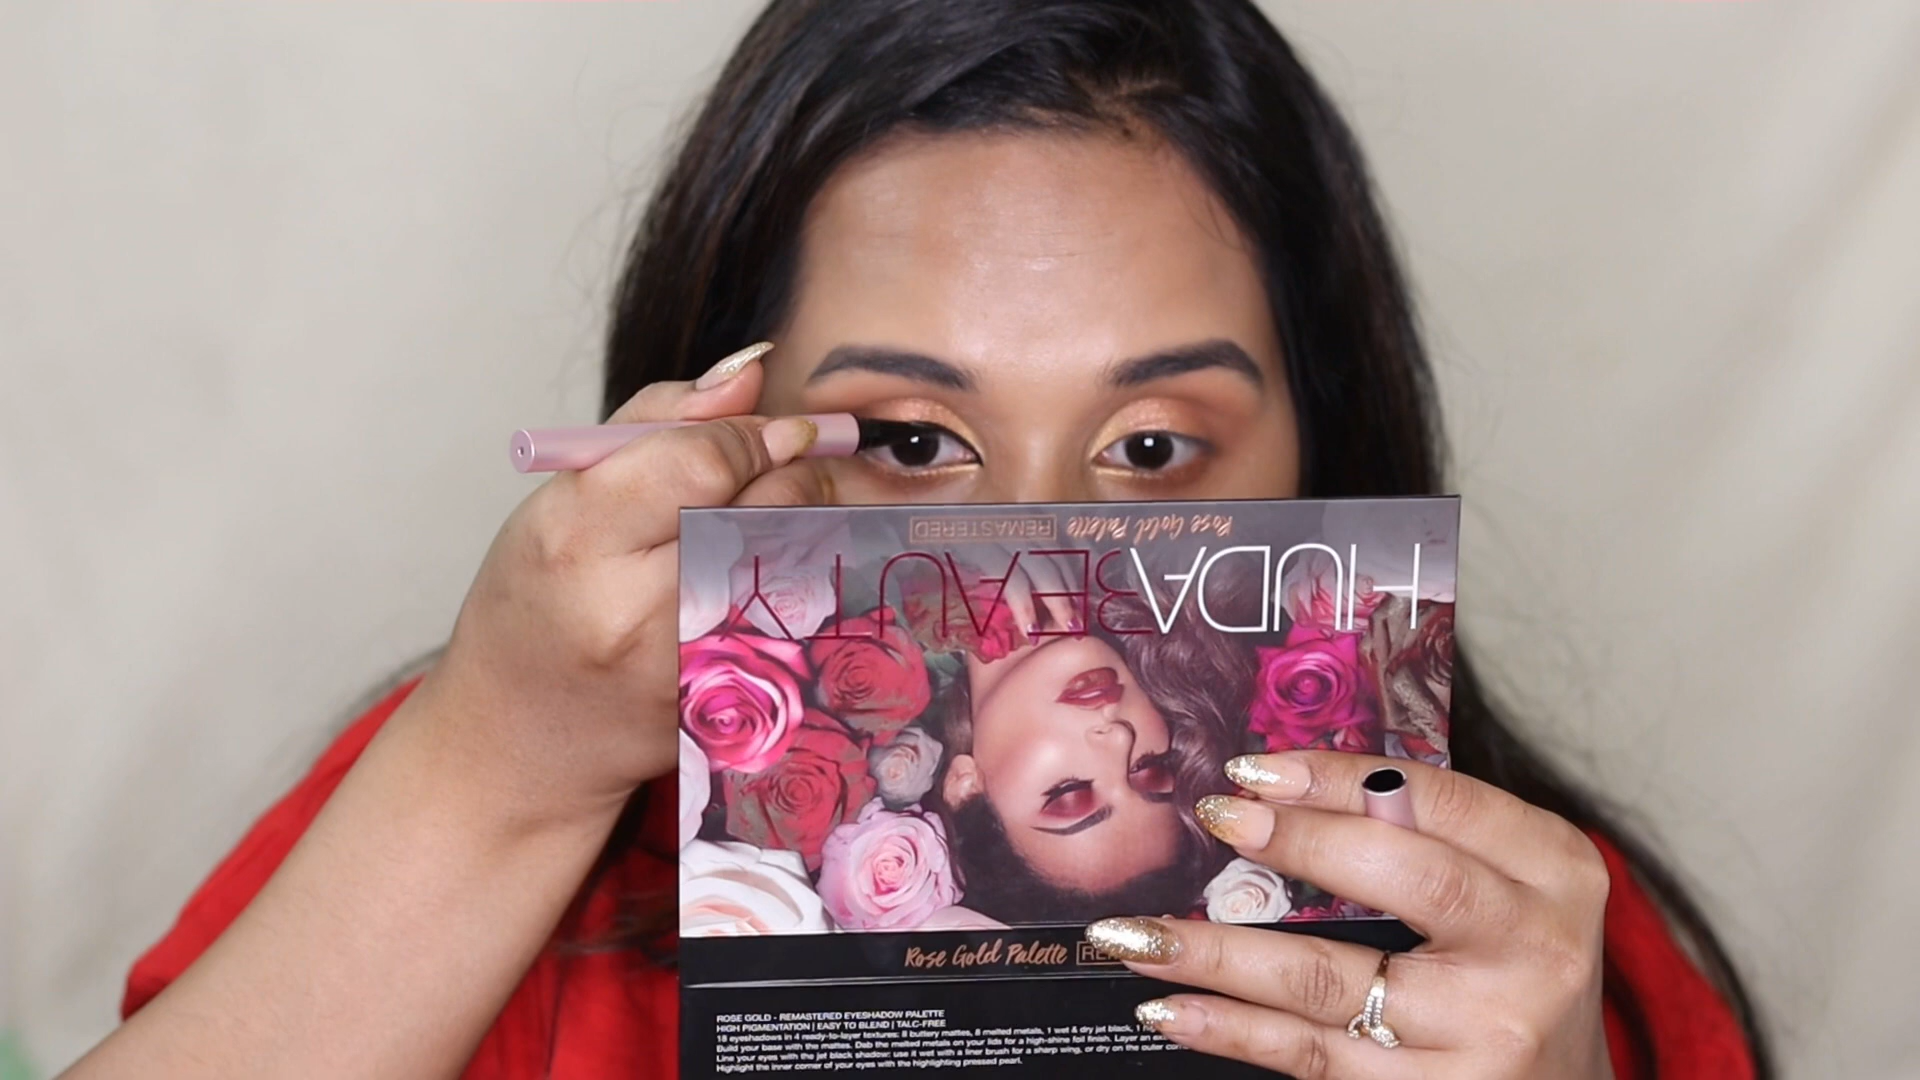 Rose Gold Palette REMASTERED
HUDABEAUTY
Rose Gold Palette
ROSE GOLD - REMASTERED EYESHADOW PALETTE
HIGH PIGMENTATION | EASY TO BLEND | TALC-FREE
18 eyeshadows in 4 ready-to-layer textures: 8 buttery mattes, 8 melted metals, 1 wet & dry jet black, 1
Build your base with the mattes. Dab the melted metals on your lids for a high-shine foil finish. Layer an
Line your eyes with the jet black shadow: use it wet with a liner brush for a sharp wing, or dry on the outer
Highlight the inner corner of your eyes with the highlighting pressed pearl.